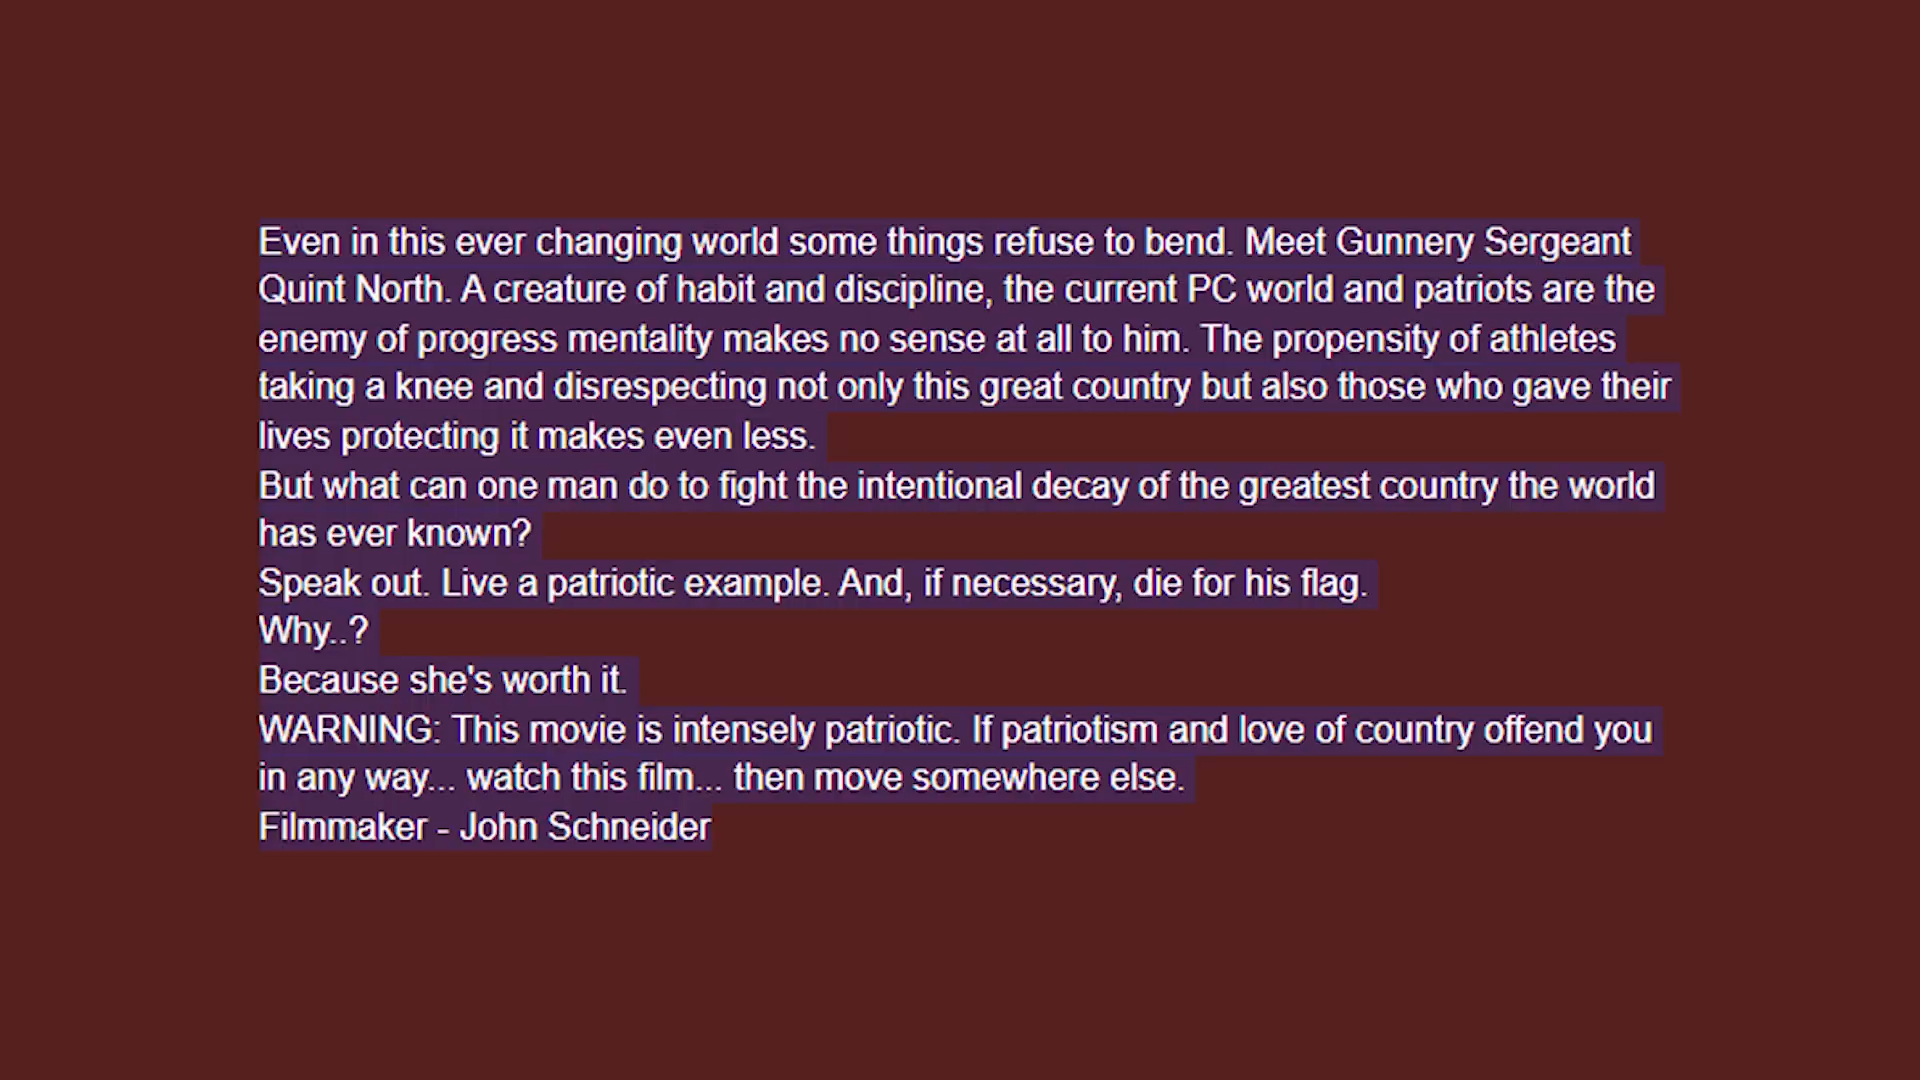 Even in this ever changing world some things refuse to bend. Meet Gunnery Sergeant
Quint North. A creature of habit and discipline, the current PC world and patriots are the
enemy of progress mentality makes no sense at all to him. The propensity of athletes
taking a knee and disrespecting not only this great country but also those who gave their
lives protecting it makes even less.
But what can one man do to fight the intentional decay of the greatest country the world
has ever known?
Speak out. Live a patriotic example. And, if necessary, die for his flag.
Why..?
Because she's worth it.
WARNING: This movie is intensely patriotic. If patriotism and love of country offend you
in any way... watch this film... then move somewhere else.
Filmmaker - John Schneider